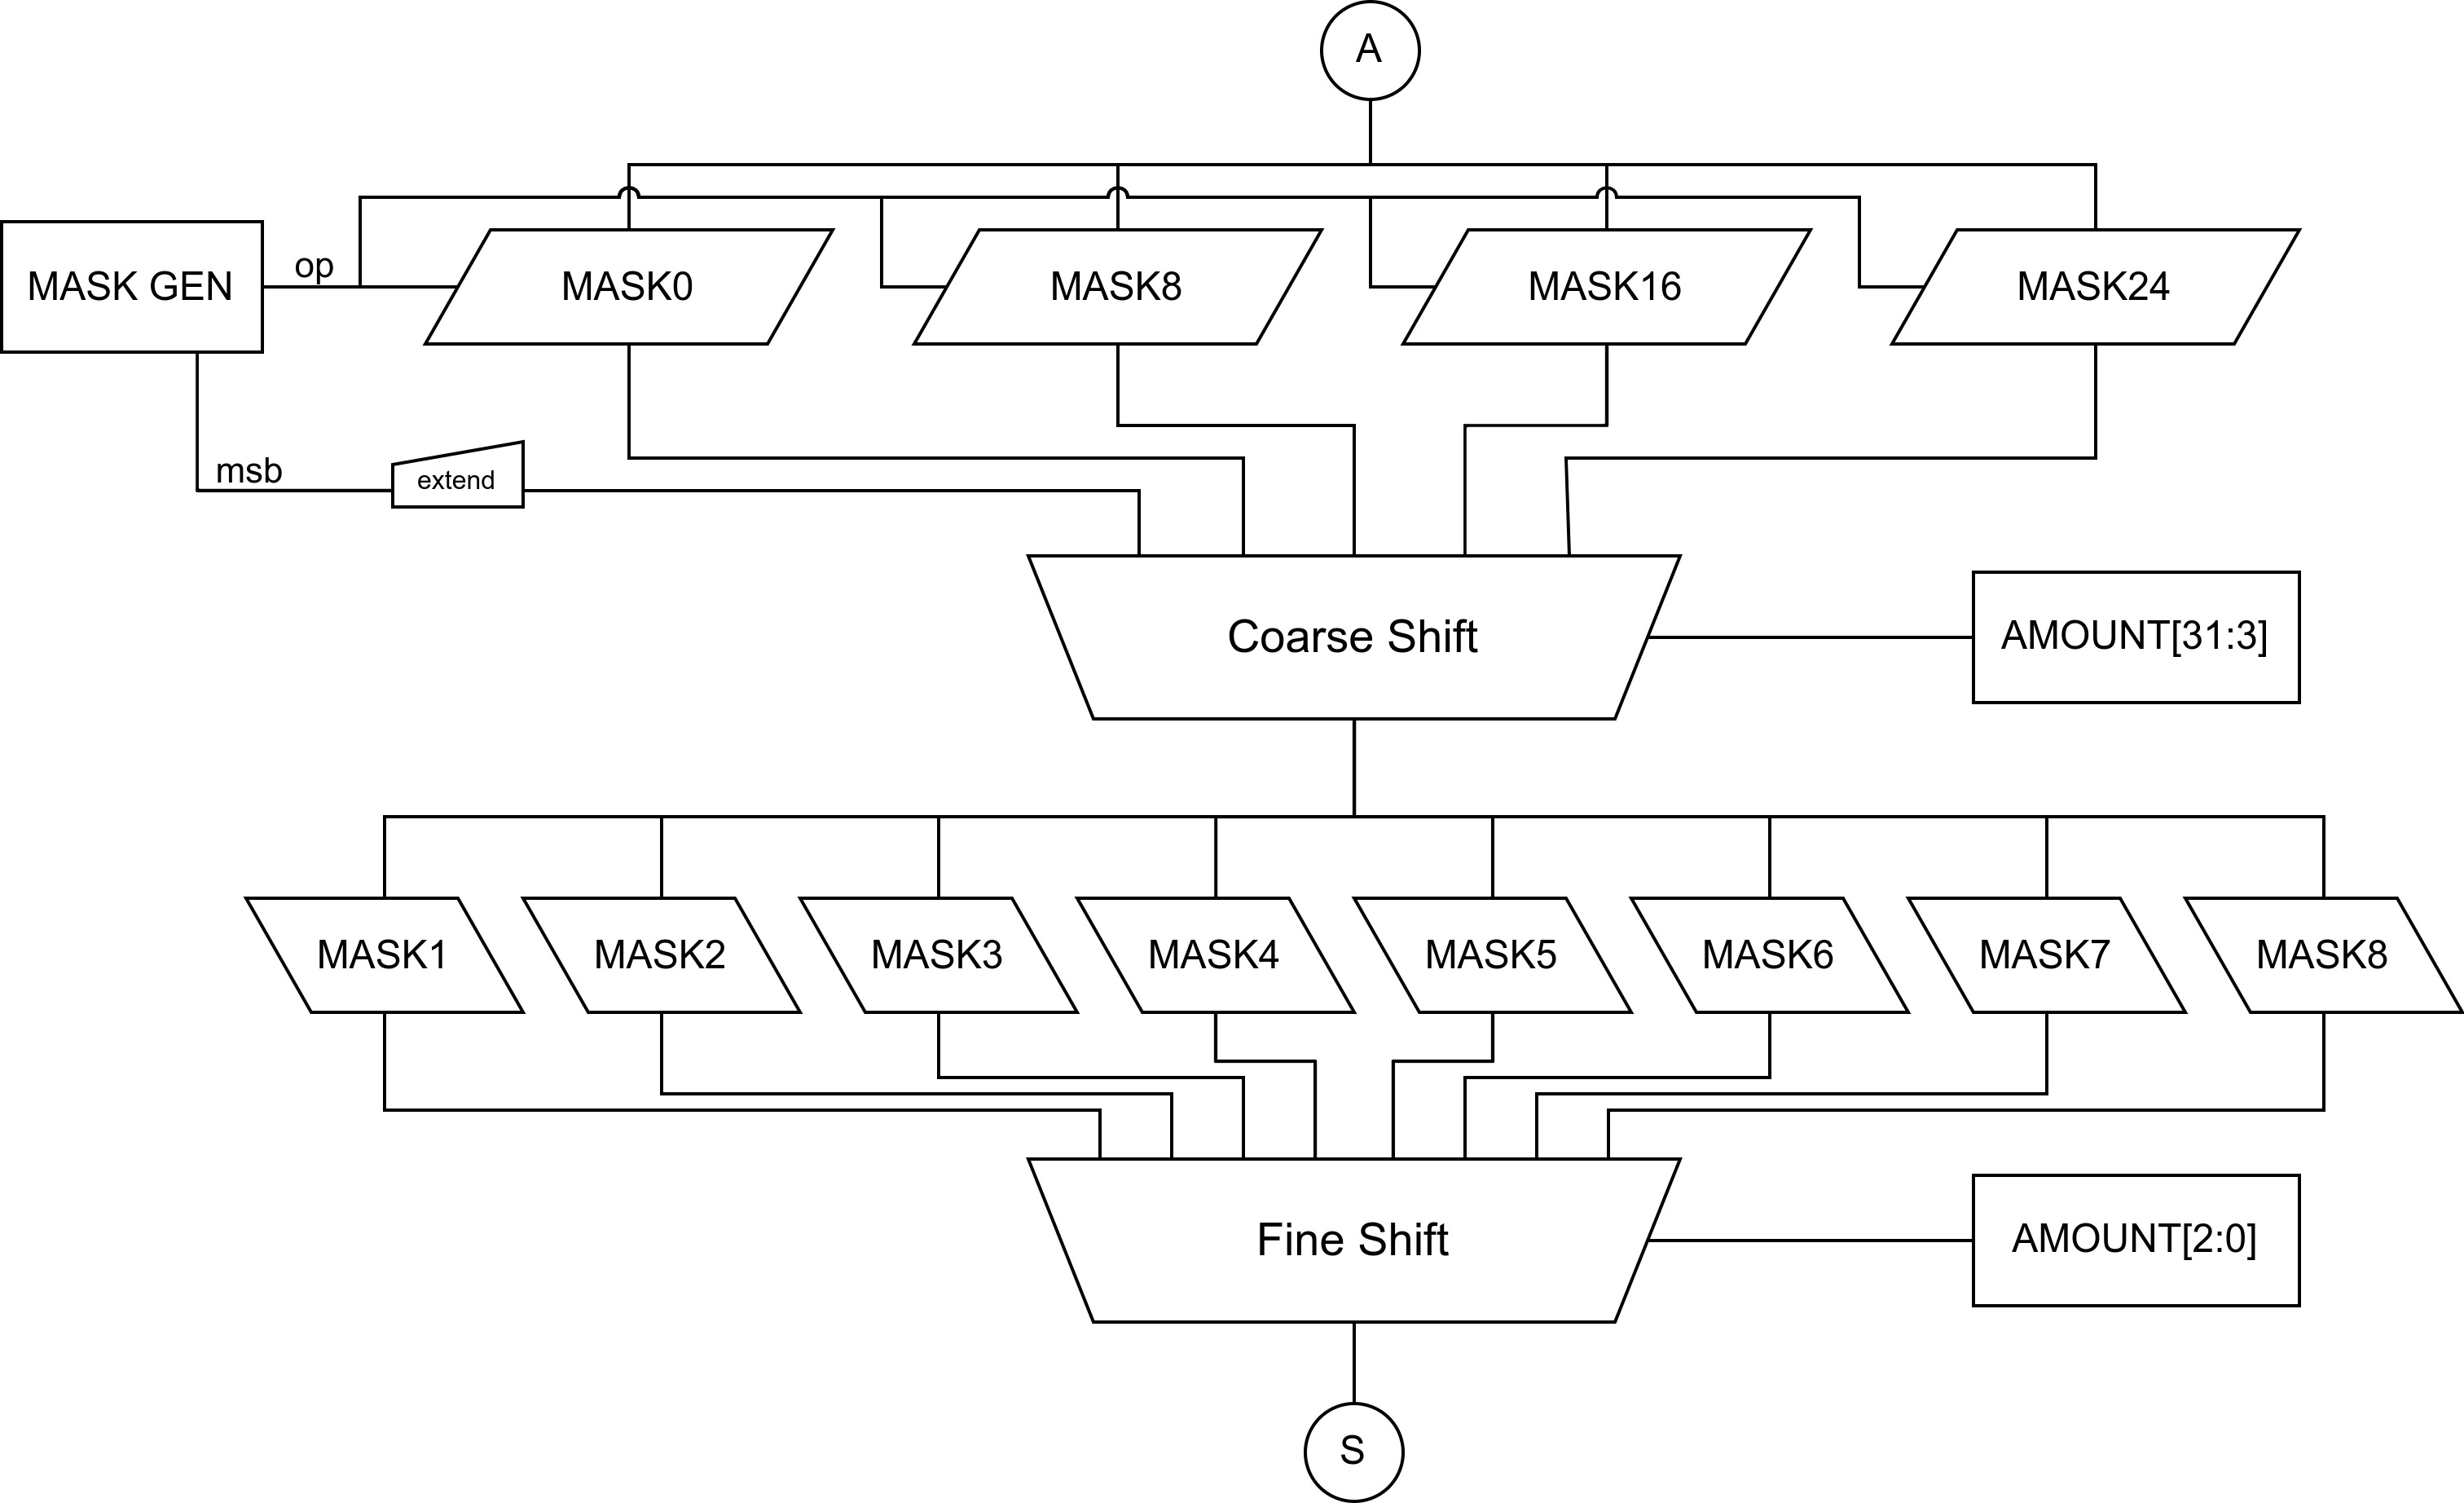 A
MASK GEN
op
MASK0
MASK8
MASK16
MASK24
msb
extend
Coarse Shift
AMOUNT[31:3]
MASK1
MASK2
MASK3
MASK4
MASK5
MASK6
MASK7
MASK8
Fine Shift
AMOUNT[2:0]
S